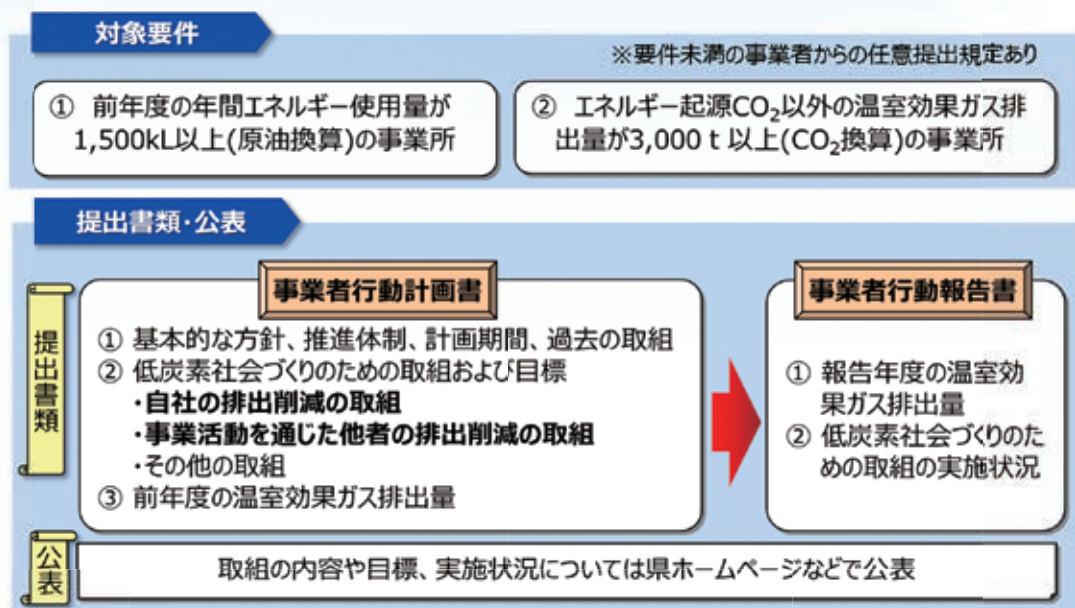 対象要件
※要件未満の事業者からの任意提出規定あり
① 前年度の年間エネルギー使用量が
1,500kL以上(原油換算)の事業所
② エネルギー起源CO₂以外の温室効果ガス排
出量が3,000 t 以上(CO₂換算)の事業所
提出書類・公表
提出書類
事業者行動計画書
① 基本的な方針、推進体制、計画期間、過去の取組
② 低炭素社会づくりのための取組および目標
・自社の排出削減の取組
・事業活動を通じた他者の排出削減の取組
・その他の取組
③ 前年度の温室効果ガス排出量
事業者行動報告書
① 報告年度の温室効
果ガス排出量
② 低炭素社会づくりのた
めの取組の実施状況
公表
取組の内容や目標、実施状況については県ホームページなどで公表